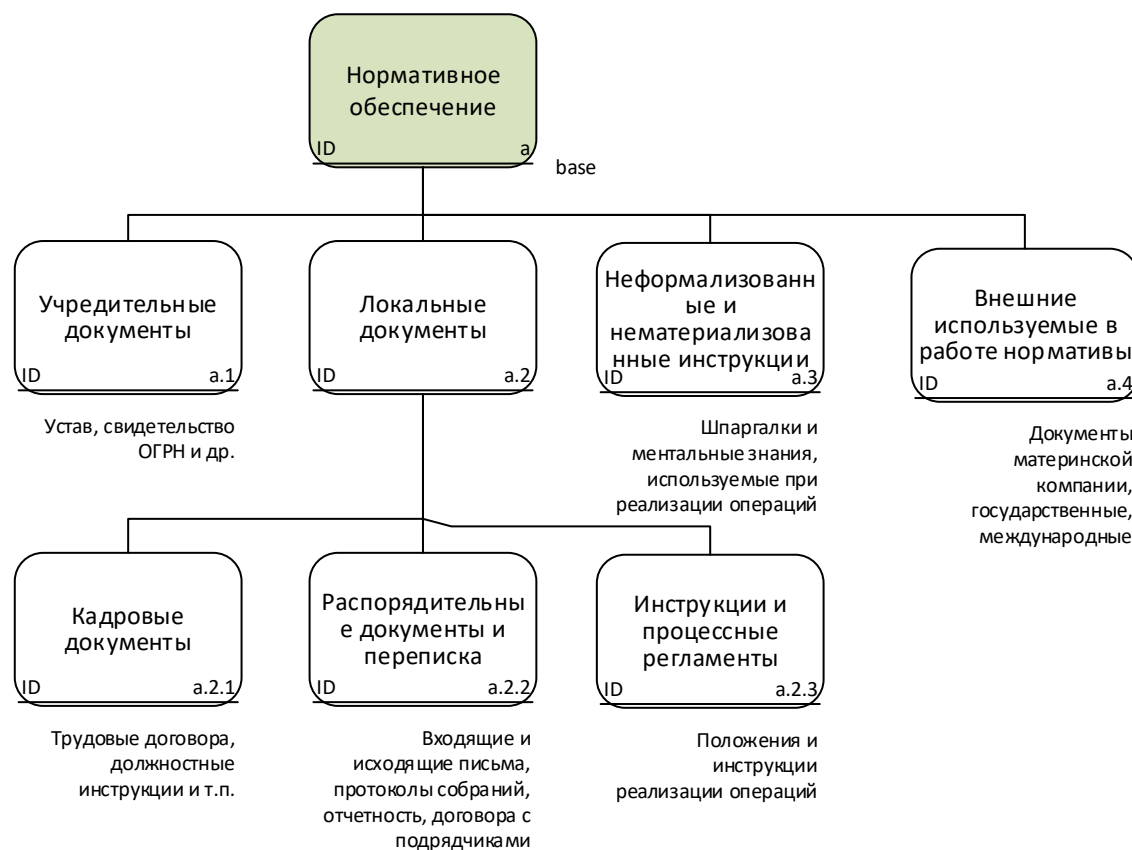 Нормативное
обеспечение
ID a
base
Учредительные
документы
ID a.1
Устав, свидетельство
ОГРН и др.
Локальные
документы
ID a.2
Неформализованн
ые и
нематериализова
нные инструкции
ID a.3
Шпаргалки и
ментальные знания,
используемые при
реализации операций
Внешние
используемые в
работе нормативы
ID a.4
Документы
материнской
компании,
государственные,
международные
Кадровые
документы
ID a.2.1
Трудовые договора,
должностные
инструкции и т.п.
Распорядительны
е документы и
переписка
ID a.2.2
Входящие и
исходящие письма,
протоколы собраний,
отчетность, договора с
подрядчиками
Инструкции и
процессные
регламенты
ID a.2.3
Положения и
инструкции
реализации операций